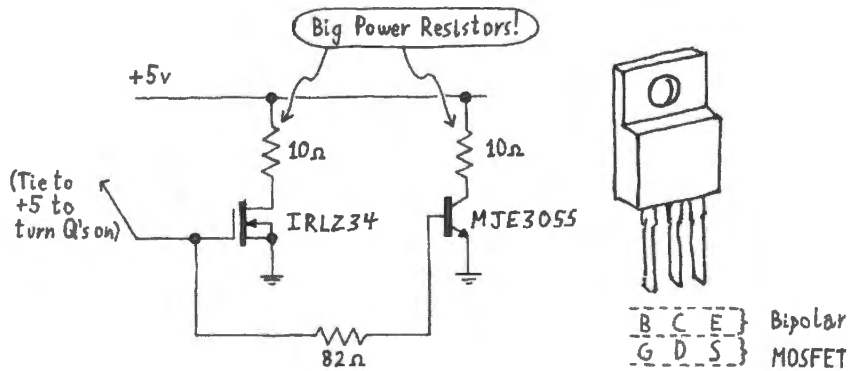 Big Power Resistors!
+5v
10Ω
10Ω
(Tie to
+5 to
turn Q's on)
IRLZ34
MJE3055
82Ω
B C E } Bipolar
G D S } MOSFET